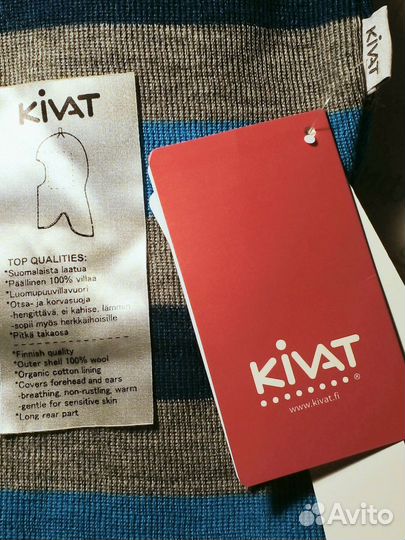 KiVAT
TOP QUALITIES:
*Suomalaista laatua
*Päällinen 100% villaa
*Luomupuuvillavuori
*Otsa- ja korvasuoja
-hengittävä, ei kahise, lämmin
-sopii myös herkkäihoisille
*Pitkä takaosa
*Finnish quality
*Outer shell 100% wool
*Organic cotton lining
*Covers forehead and ears
-breathing, non-rustling, warm
-gentle for sensitive skin
*Long rear part
KiVAT
KiVAT®
www.kivat.fi
Avito